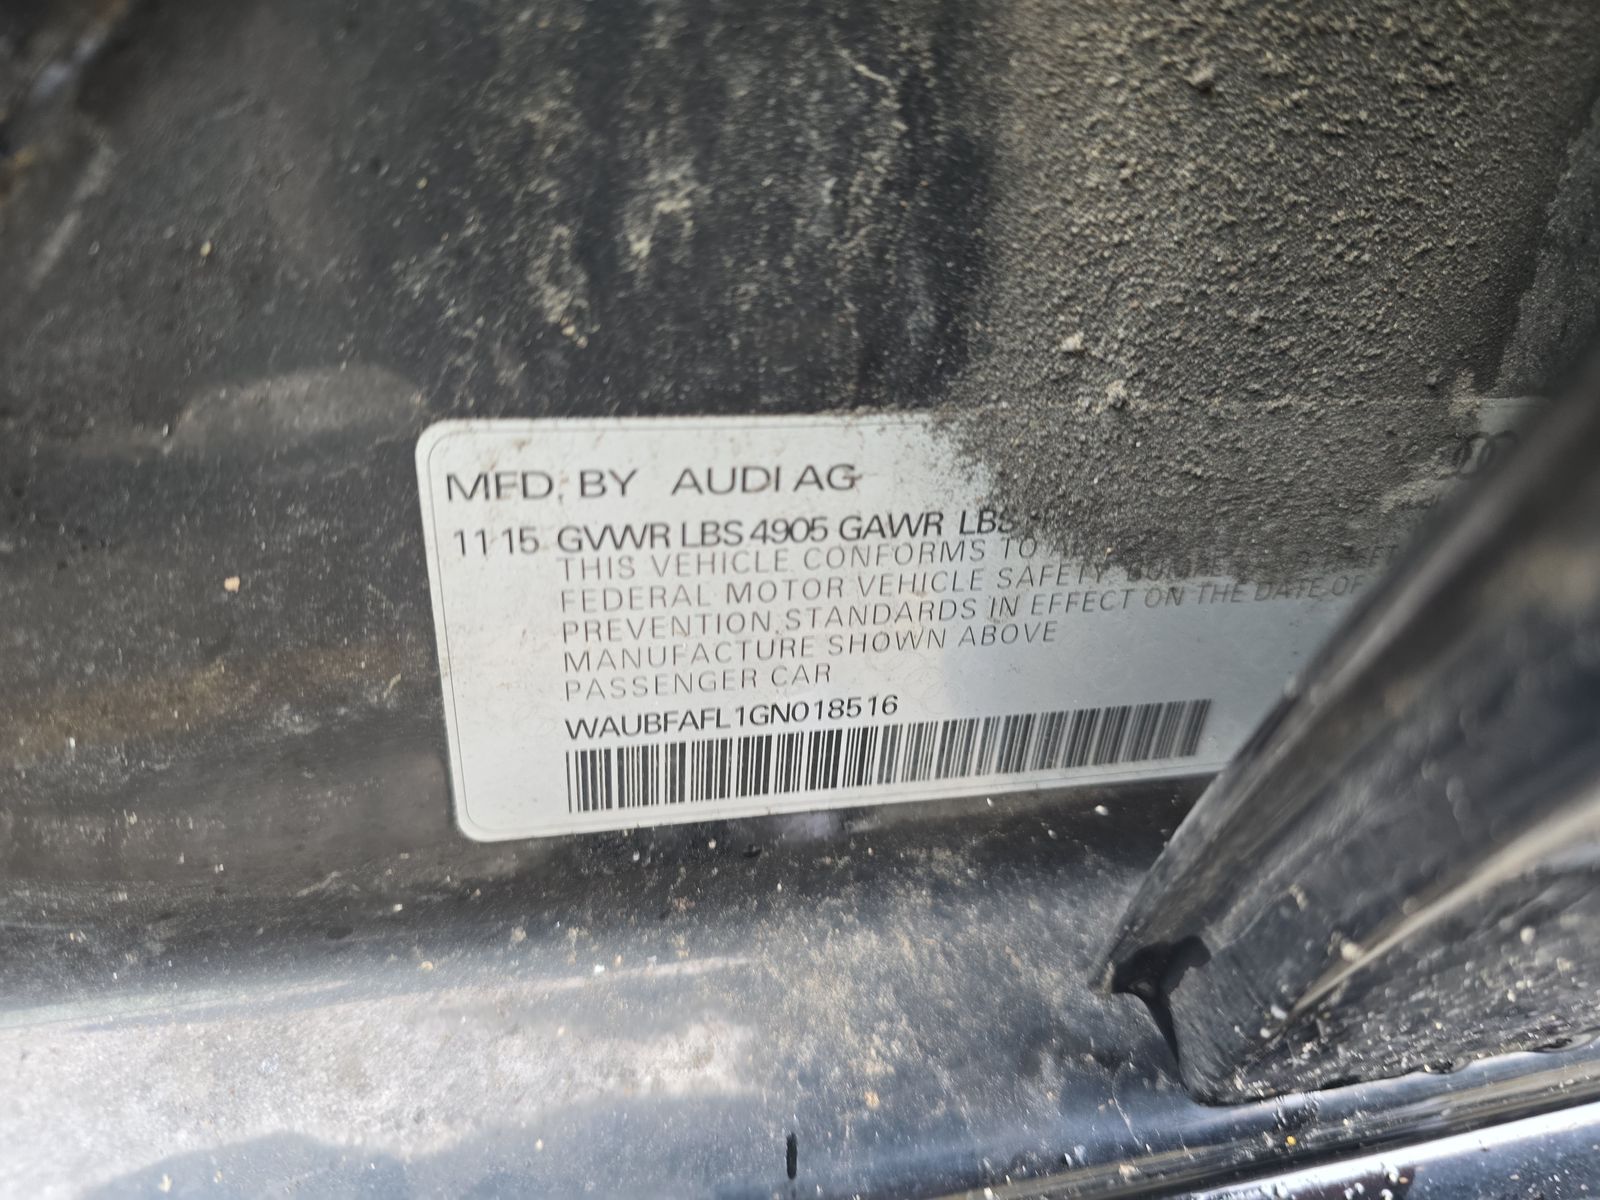 MFD. BY AUDI AG
11 15 GVWR LBS 4905 GAWR LBS
THIS VEHICLE CONFORMS TO
FEDERAL MOTOR VEHICLE SAFETY,
PREVENTION STANDARDS IN EFFECT ON THE DATE OF
MANUFACTURE SHOWN ABOVE
PASSENGER CAR
WAUBFAFL1GN018516